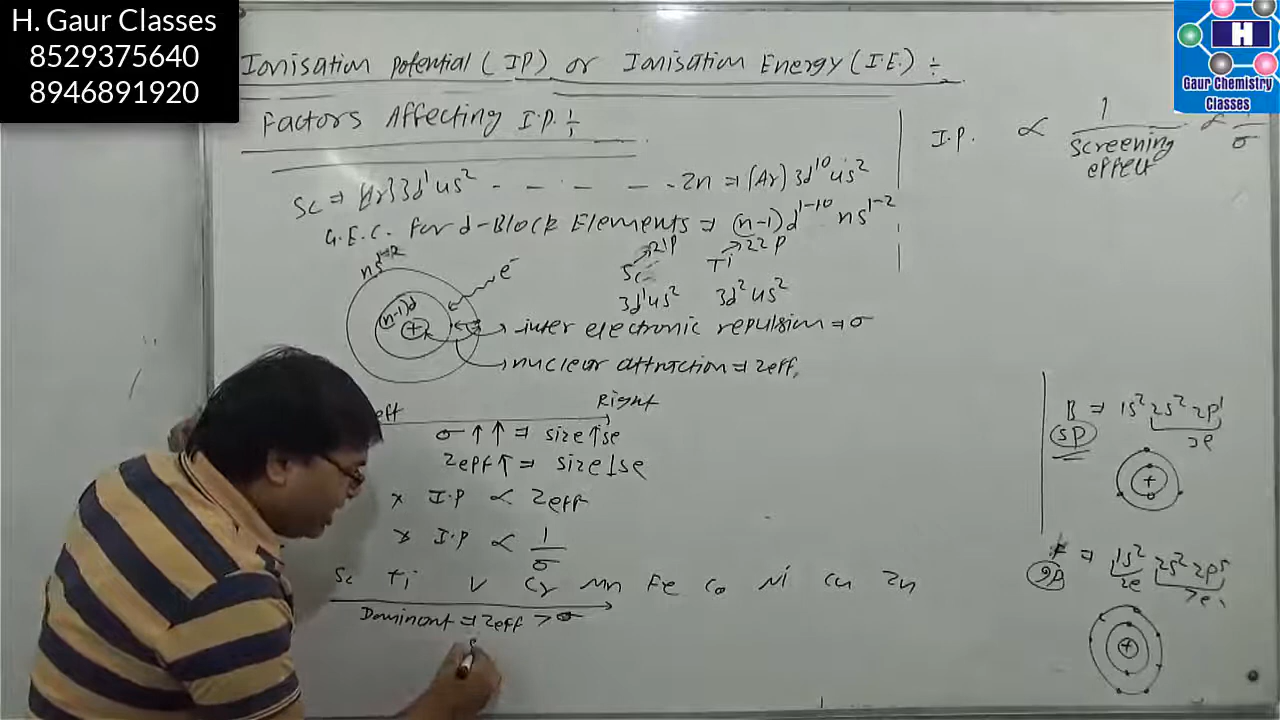 H. Gaur Classes
8529375640
8946891920
H
Gaur Chemistry
Classes
Ionisation Potential (IP) or Ionisation Energy (I.E.) ÷
Factors Affecting I.P. ÷
Sc ⇒ [Ar] 3d¹ 4s² - - - - - Zn ⇒ (Ar) 3d¹⁰ 4s²
G.E.C. for d-Block Elements ⇒ (n-1)d¹⁻¹⁰ ns¹⁻²
Sc → 21P Ti → 22P
3d¹4s² 3d²4s²
ns¹⁻²
(n-1)d
+
e⁻
→ inter electronic repulsion ⇒ σ
→ nuclear attraction ⇒ Zeff.
eft Right
σ ↑ ↑ ⇒ size ↑se
Zeff ↑ ⇒ size ↓se
* I.P ∝ Zeff
* I.P ∝ 1/σ
Sc Ti V Cr Mn Fe Co Ni Cu Zn
Dominant ⇒ Zeff > σ
I.P. ∝ 1/screening effect ∝ 1/σ
B ⇒ 1s² 2s² 2p¹
5P 3e
+
F ⇒ 1s² 2s² 2p⁵
9P 2e 7e
+